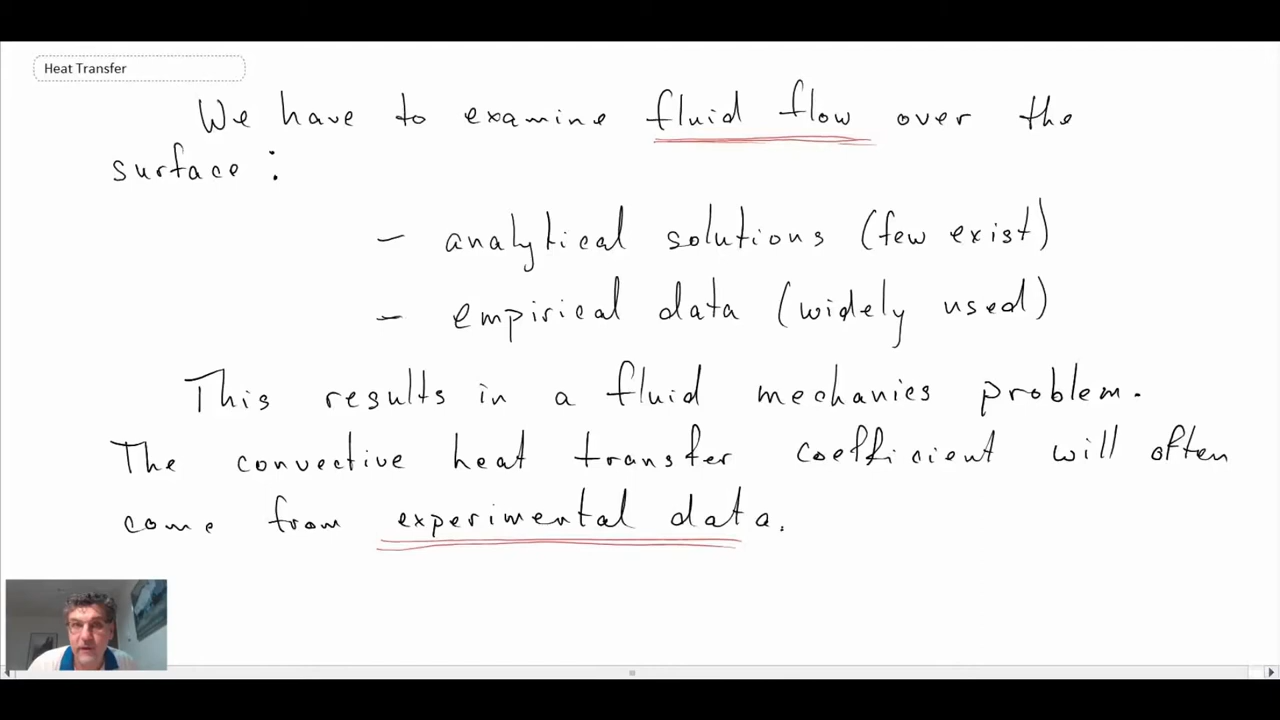 Heat Transfer
We have to examine fluid flow over the
surface :
- analytical solutions (few exist)
- empirical data (widely used)
This results in a fluid mechanics problem.
The convective heat transfer coefficient will often
come from experimental data.